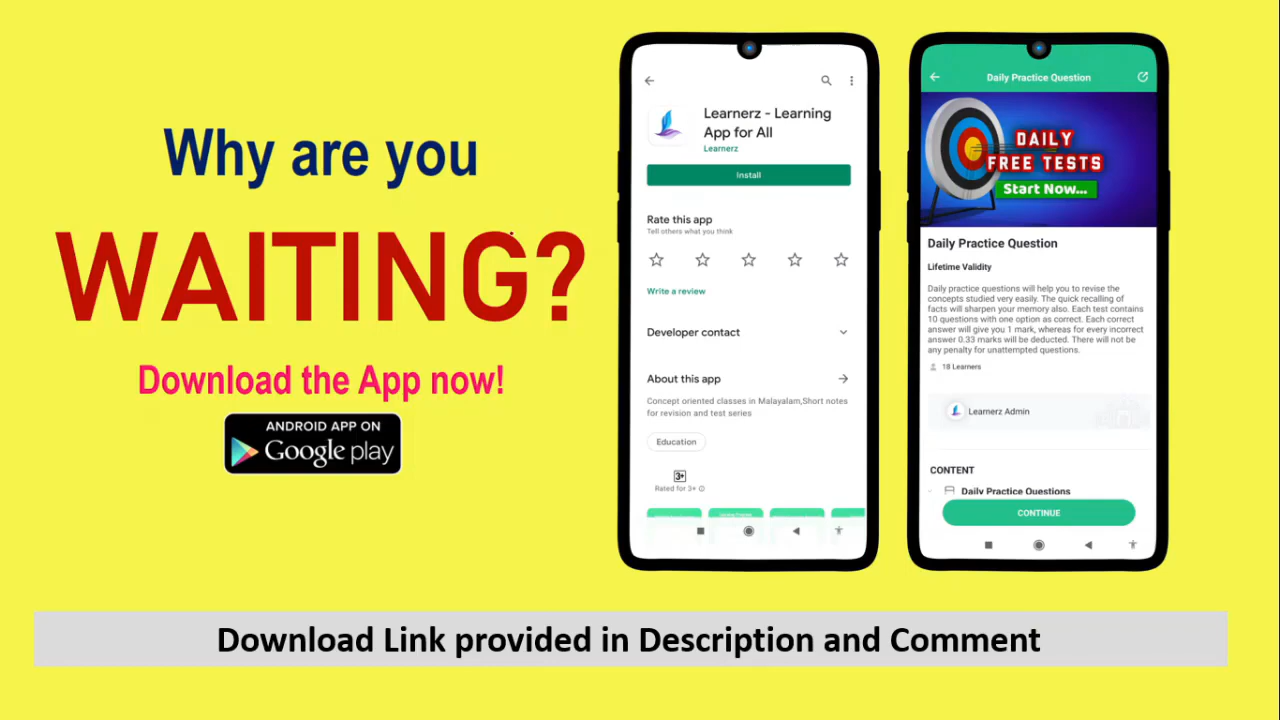 Why are you
WAITING?
Download the App now!
ANDROID APP ON
Google play
Learnerz - Learning
App for All
Learnerz
Install
Rate this app
Tell others what you think
Write a review
Developer contact
About this app
Concept oriented classes in Malayalam,Short notes
for revision and test series
Education
3+
Rated for 3+
Daily Practice Question
DAILY
FREE TESTS
Start Now...
Daily Practice Question
Lifetime Validity
Daily practice questions will help you to revise the
concepts studied very easily. The quick recalling of
facts will sharpen your memory also. Each test contains
10 questions with one option as correct. Each correct
answer will give you 1 mark, whereas for every incorrect
answer 0.33 marks will be deducted. There will not be
any penalty for unattempted questions.
18 Learners
Learnerz Admin
CONTENT
Daily Practice Questions
CONTINUE
Download Link provided in Description and Comment